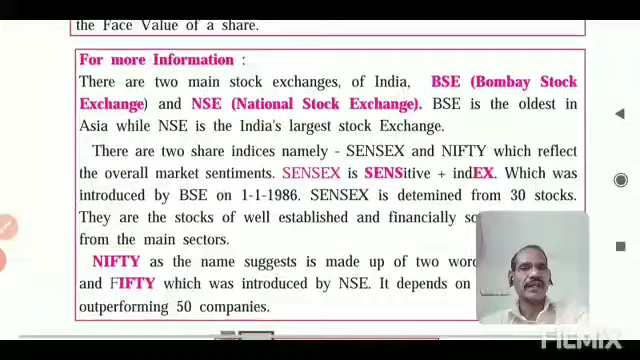 the Face Value of a share.
For more Information :
There are two main stock exchanges, of India, BSE (Bombay Stock
Exchange) and NSE (National Stock Exchange). BSE is the oldest in
Asia while NSE is the India's largest stock Exchange.
There are two share indices namely - SENSEX and NIFTY which reflect
the overall market sentiments. SENSEX is SENSitive + indEX. Which was
introduced by BSE on 1-1-1986. SENSEX is detemined from 30 stocks.
They are the stocks of well established and financially
from the main sectors.
NIFTY as the name suggests is made up of two
and FIFTY which was introduced by NSE. It depends on
outperforming 50 companies.